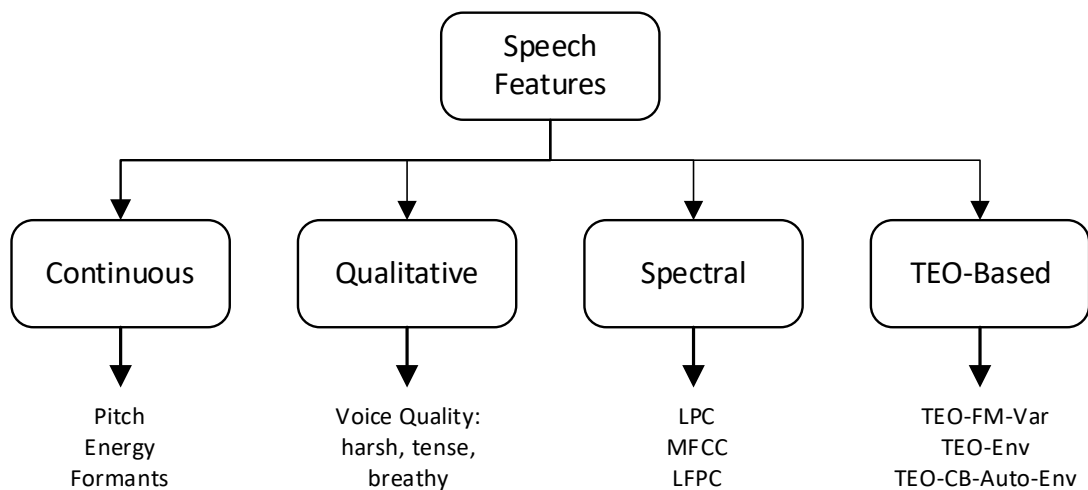 Speech
Features
Continuous
Qualitative
Spectral
TEO-Based
Pitch
Energy
Formants
Voice Quality:
harsh, tense,
breathy
LPC
MFCC
LFPC
TEO-FM-Var
TEO-Env
TEO-CB-Auto-Env